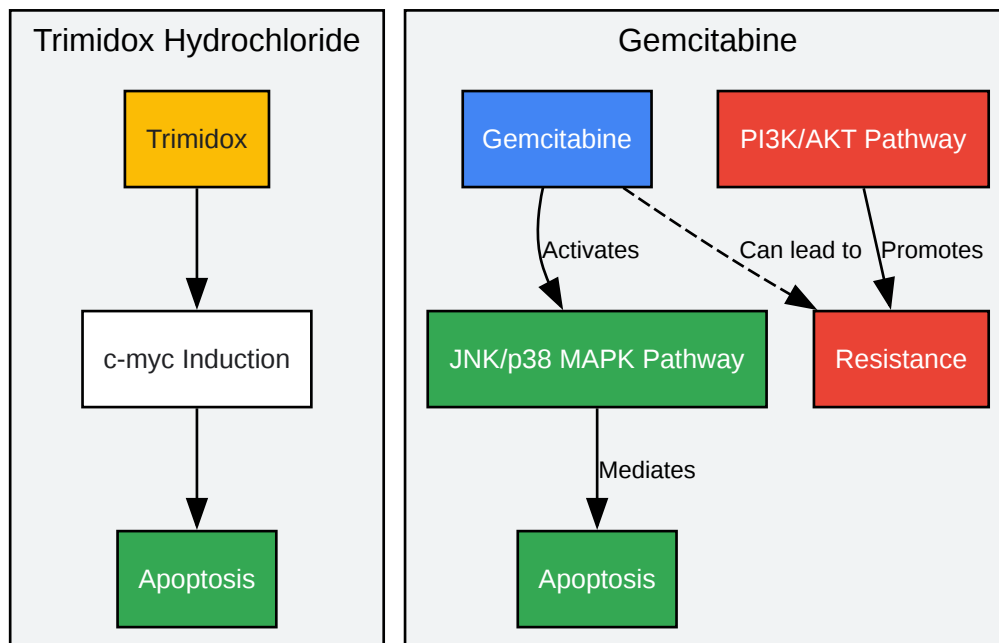 Trimidox Hydrochloride
Trimidox
c-myc Induction
Apoptosis
Gemcitabine
Gemcitabine
PI3K/AKT Pathway
Activates
Can lead to
Promotes
JNK/p38 MAPK Pathway
Resistance
Mediates
Apoptosis